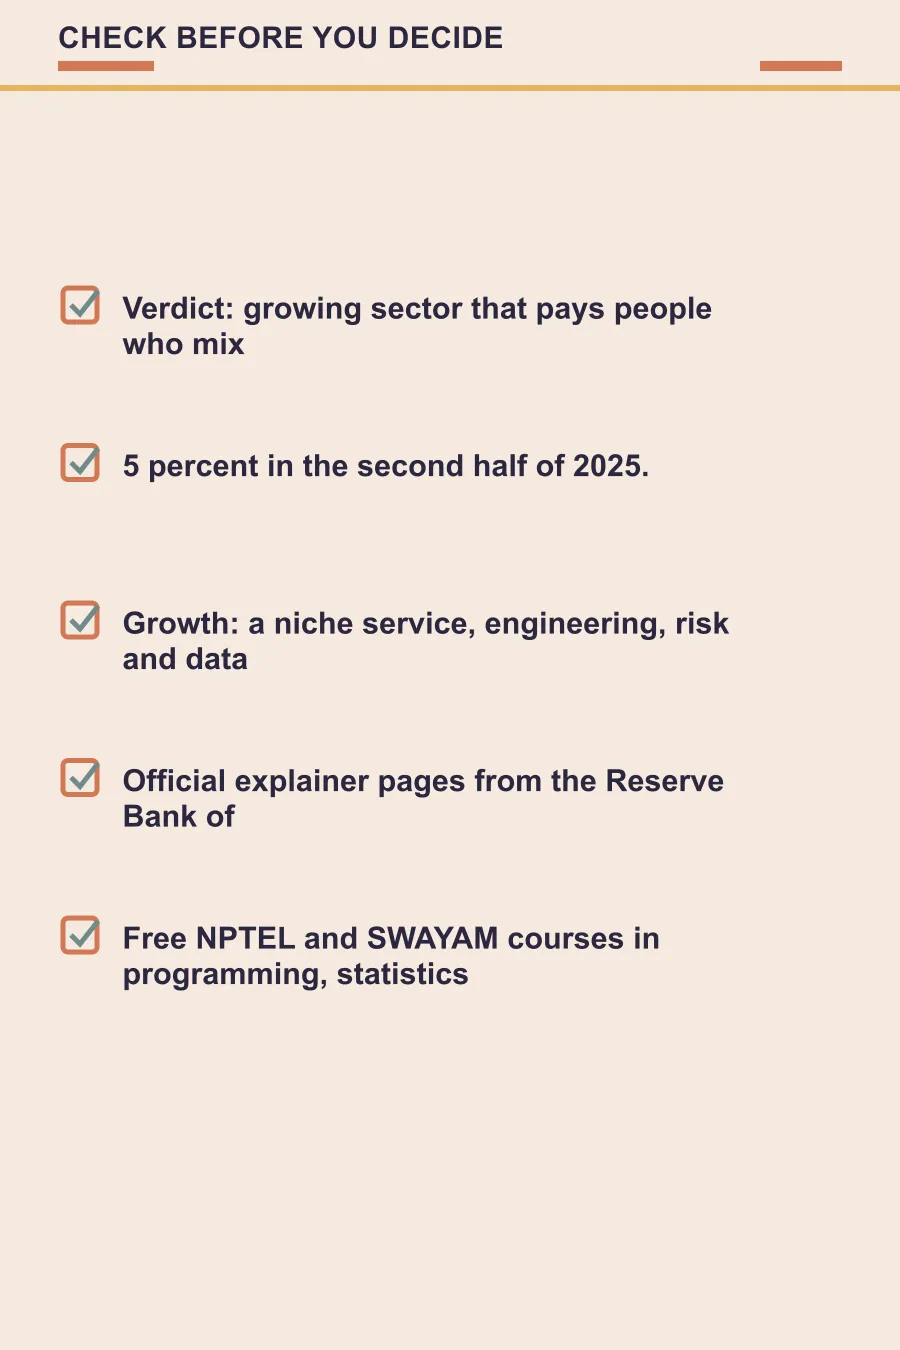 CHECK BEFORE YOU DECIDE
Verdict: growing sector that pays people
who mix
5 percent in the second half of 2025.
Growth: a niche service, engineering, risk
and data
Official explainer pages from the Reserve
Bank of
Free NPTEL and SWAYAM courses in
programming, statistics